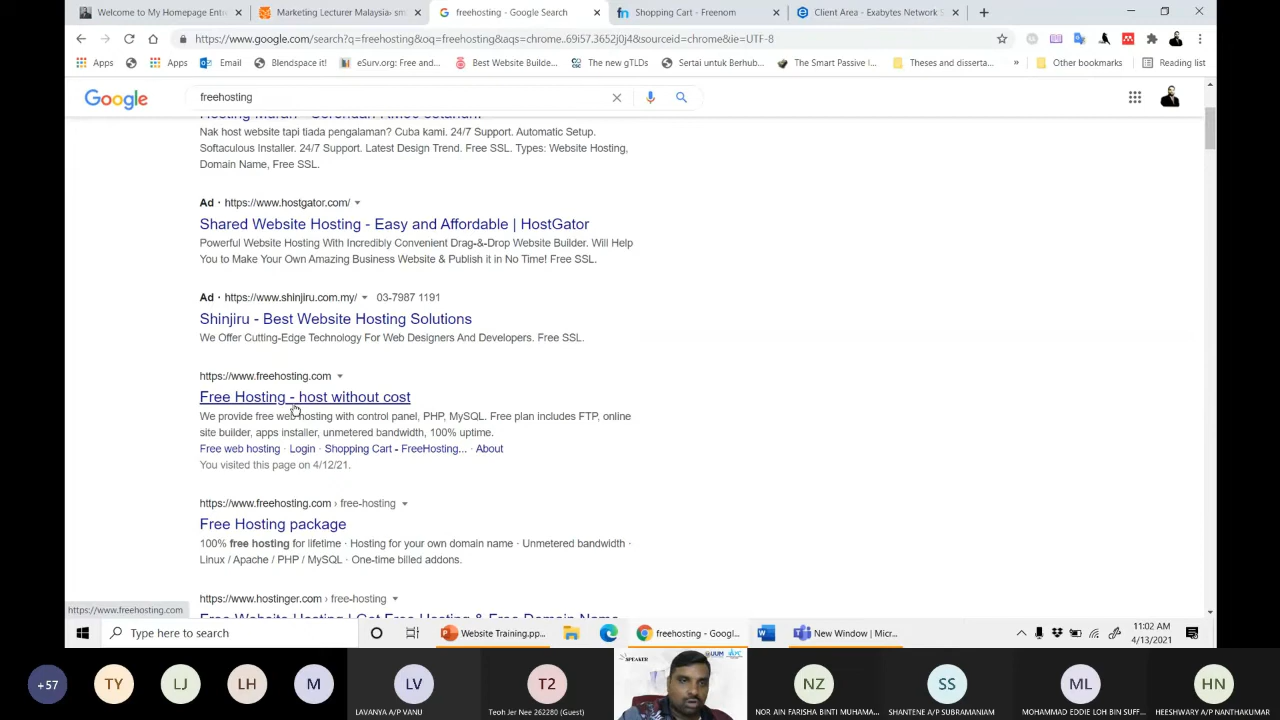 Welcome to My Homepage Entre
Marketing Lecturer Malaysia- sm
freehosting - Google Search
Shopping Cart - Freenom
Client Area - Exabytes Network S
https://www.google.com/search?q=freehosting&oq=freehosting&aqs=chrome..69i57.3652j0j4&sourceid=chrome&ie=UTF-8
Apps
Apps
Email
Blendspace it!
eSurv.org: Free and...
Best Website Builde...
The new gTLDs
Sertai untuk Berhub...
The Smart Passive I...
Theses and disserta...
»
Other bookmarks
Reading list
Google
freehosting
Nak host website tapi tiada pengalaman? Cuba kami. 24/7 Support. Automatic Setup.
Softaculous Installer. 24/7 Support. Latest Design Trend. Free SSL. Types: Website Hosting,
Domain Name, Free SSL.
Ad · https://www.hostgator.com/
Shared Website Hosting - Easy and Affordable | HostGator
Powerful Website Hosting With Incredibly Convenient Drag-&-Drop Website Builder. Will Help
You to Make Your Own Amazing Business Website & Publish it in No Time! Free SSL.
Ad · https://www.shinjiru.com.my/ 03-7987 1191
Shinjiru - Best Website Hosting Solutions
We Offer Cutting-Edge Technology For Web Designers And Developers. Free SSL.
https://www.freehosting.com
Free Hosting - host without cost
We provide free web hosting with control panel, PHP, MySQL. Free plan includes FTP, online
site builder, apps installer, unmetered bandwidth, 100% uptime.
Free web hosting · Login · Shopping Cart - FreeHosting... · About
You visited this page on 4/12/21.
https://www.freehosting.com › free-hosting
Free Hosting package
100% free hosting for lifetime · Hosting for your own domain name · Unmetered bandwidth ·
Linux / Apache / PHP / MySQL · One-time billed addons.
https://www.hostinger.com › free-hosting
Free Website Hosting | Get Free Hosting & Free Domain Name
https://www.freehosting.com
Type here to search
Website Training.pp...
freehosting - Googl...
New Window | Micr...
11:02 AM
4/13/2021
+57
TY
LJ
LH
M
LV
LAVANYA A/P VANU
T2
Teoh Jer Nee 262280 (Guest)
SPEAKER
UUM
NZ
NOR AIN FARISHA BINTI MUHAMA...
SS
SHANTENE A/P SUBRAMANIAM
ML
MOHAMMAD EDDIE LOH BIN SUFF...
HN
HEESHWARY A/P NANTHAKUMAR